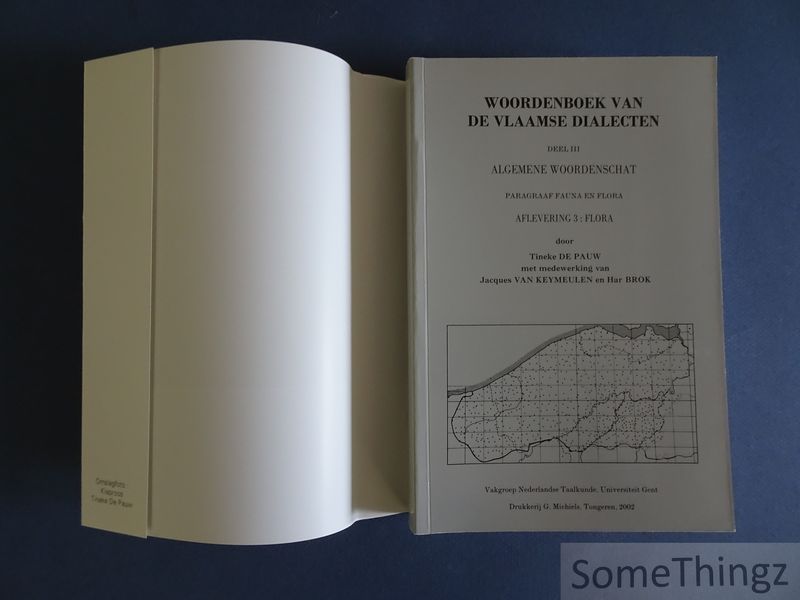 Omslagfoto:
Klaproos
Tineke De Pauw
WOORDENBOEK VAN
DE VLAAMSE DIALECTEN
DEEL III
ALGEMENE WOORDENSCHAT
PARAGRAAF FAUNA EN FLORA
AFLEVERING 3 : FLORA
door
Tineke DE PAUW
met medewerking van
Jacques VAN KEYMEULEN en Har BROK
Vakgroep Nederlandse Taalkunde, Universiteit Gent
Drukkerij G. Michiels, Tongeren, 2002
SomeThingz